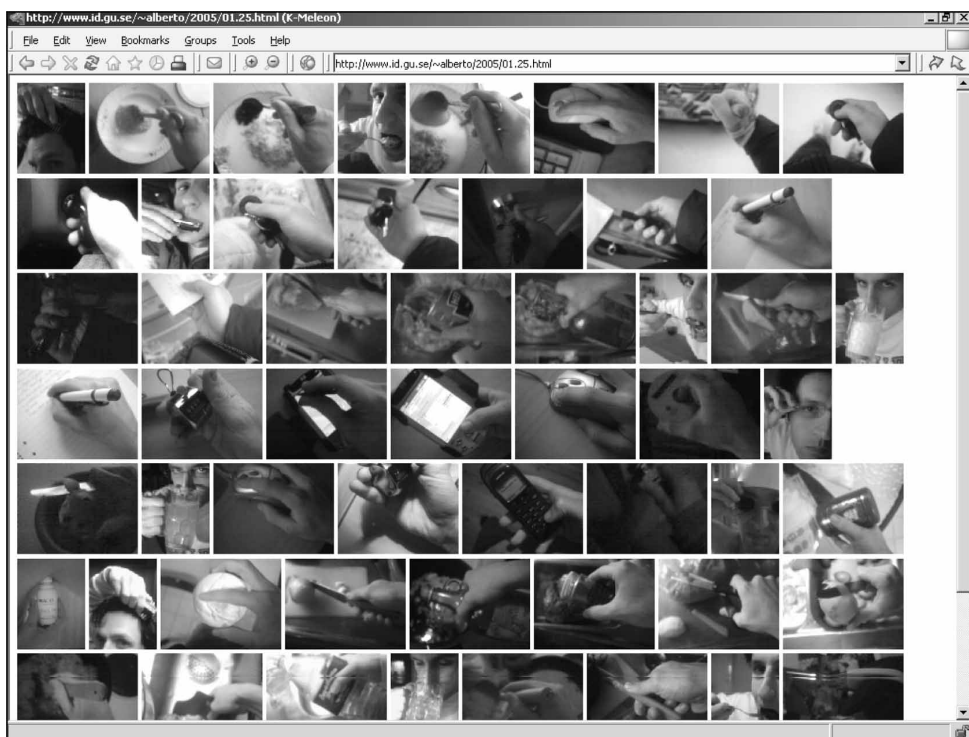 http://www.id.gu.se/~alberto/2005/01.25.html (K-Meleon)
File Edit View Bookmarks Groups Tools Help
http://www.id.gu.se/~alberto/2005/01.25.html